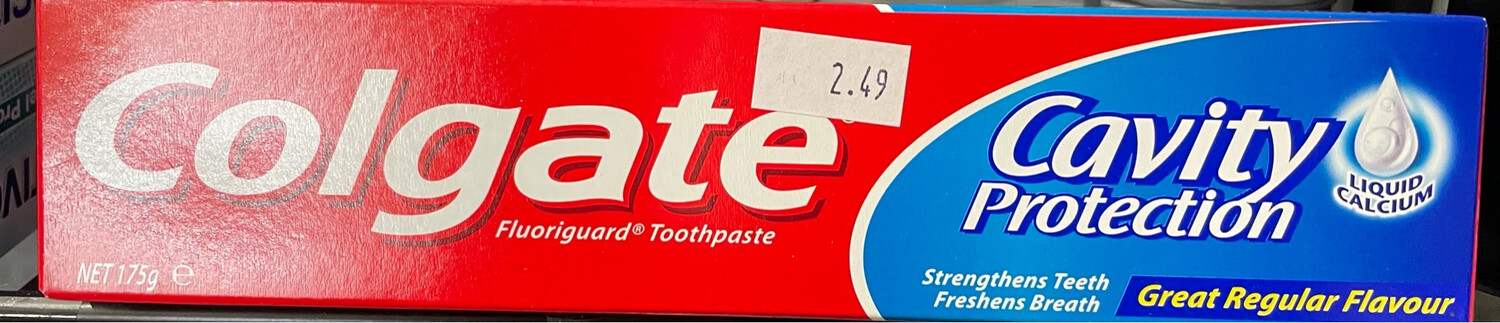 2.49
Colgate
Fluoriguard® Toothpaste
NET 175g ℮
Cavity
Protection
LIQUID
CALCIUM
Strengthens Teeth
Freshens Breath
Great Regular Flavour